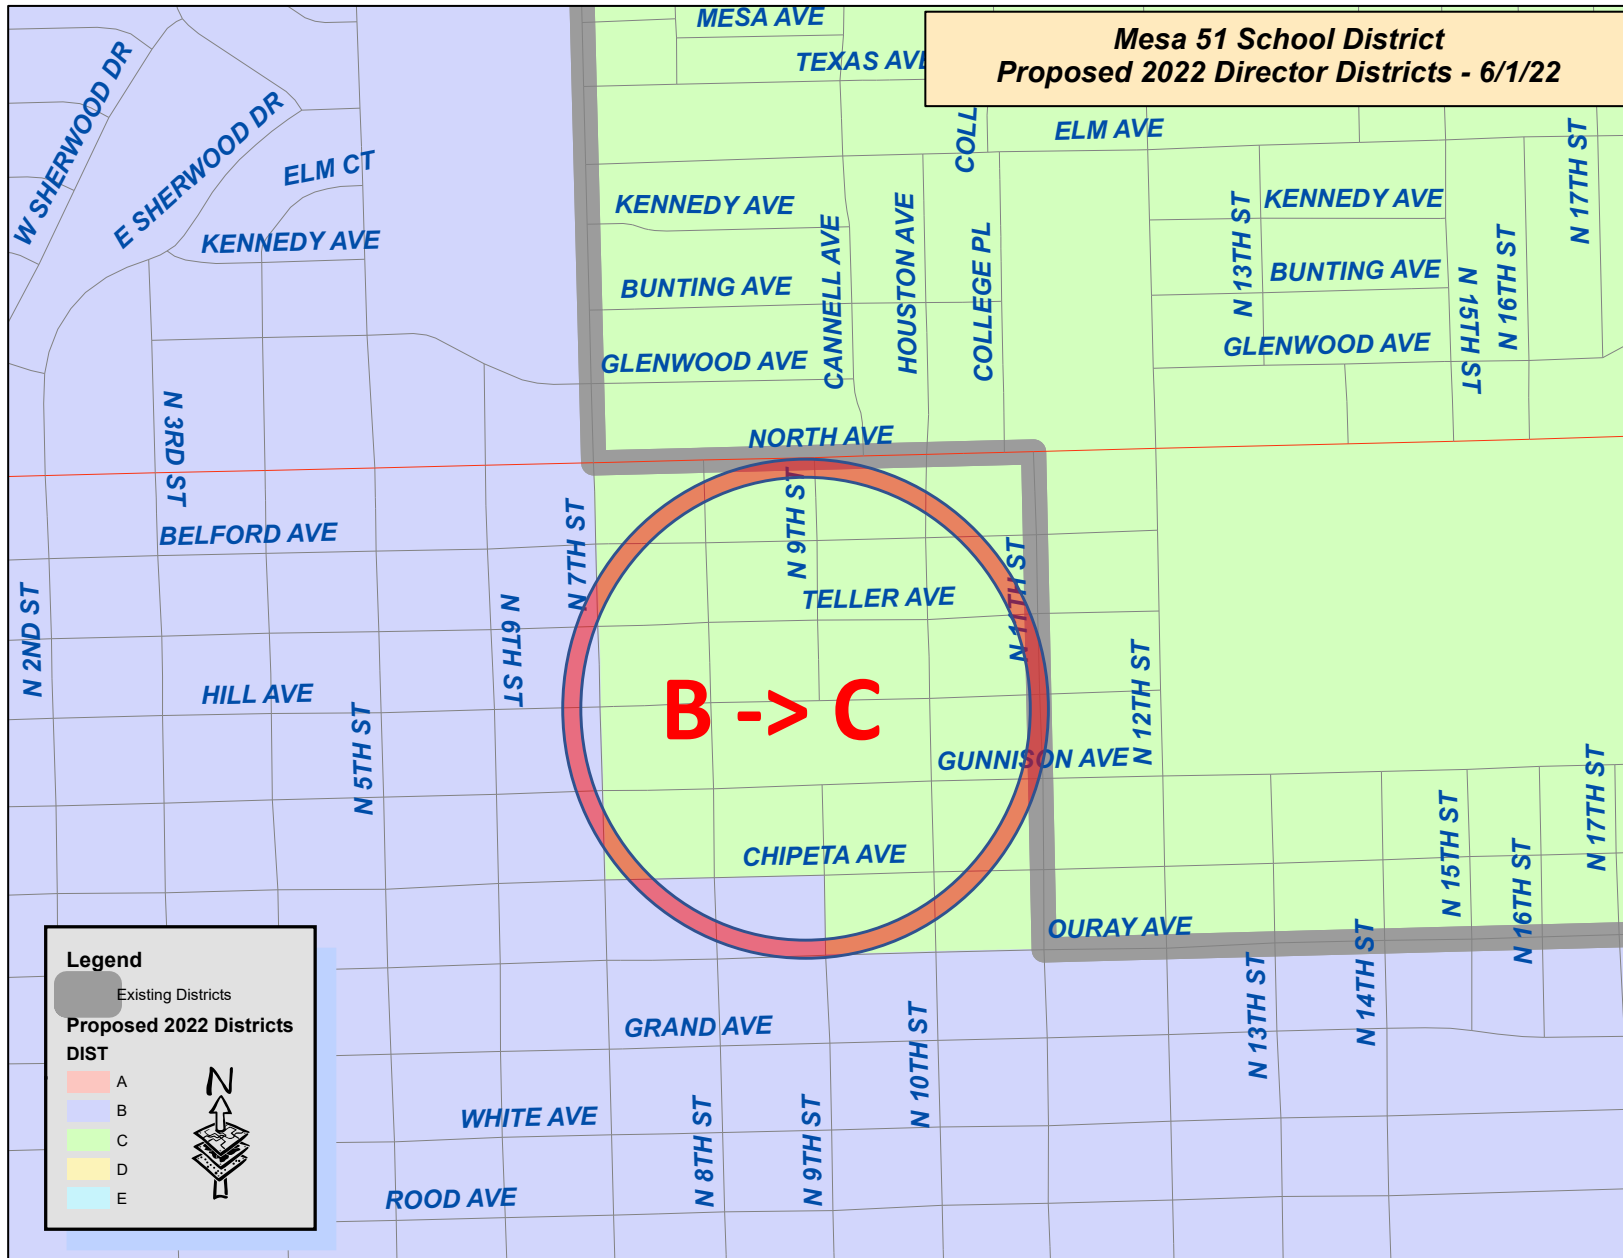 Mesa 51 School District
Proposed 2022 Director Districts - 6/1/22
MESA AVE
TEXAS AVE
COLL
ELM AVE
N 17TH ST
W SHERWOOD DR
E SHERWOOD DR
ELM CT
KENNEDY AVE
KENNEDY AVE
KENNEDY AVE
CANNELL AVE
HOUSTON AVE
COLLEGE PL
N 13TH ST
N 16TH ST
BUNTING AVE
BUNTING AVE
N 15TH ST
GLENWOOD AVE
GLENWOOD AVE
N 3RD ST
NORTH AVE
N 9TH ST
BELFORD AVE
N 7TH ST
N 11TH ST
N 2ND ST
N 6TH ST
TELLER AVE
HILL AVE
N 5TH ST
B -> C
N 12TH ST
GUNNISON AVE
N 17TH ST
N 15TH ST
CHIPETA AVE
N 16TH ST
OURAY AVE
N 14TH ST
N 13TH ST
GRAND AVE
N 10TH ST
WHITE AVE
N 8TH ST
N 9TH ST
ROOD AVE
Legend
Existing Districts
Proposed 2022 Districts
DIST
A
B
C
D
E
N